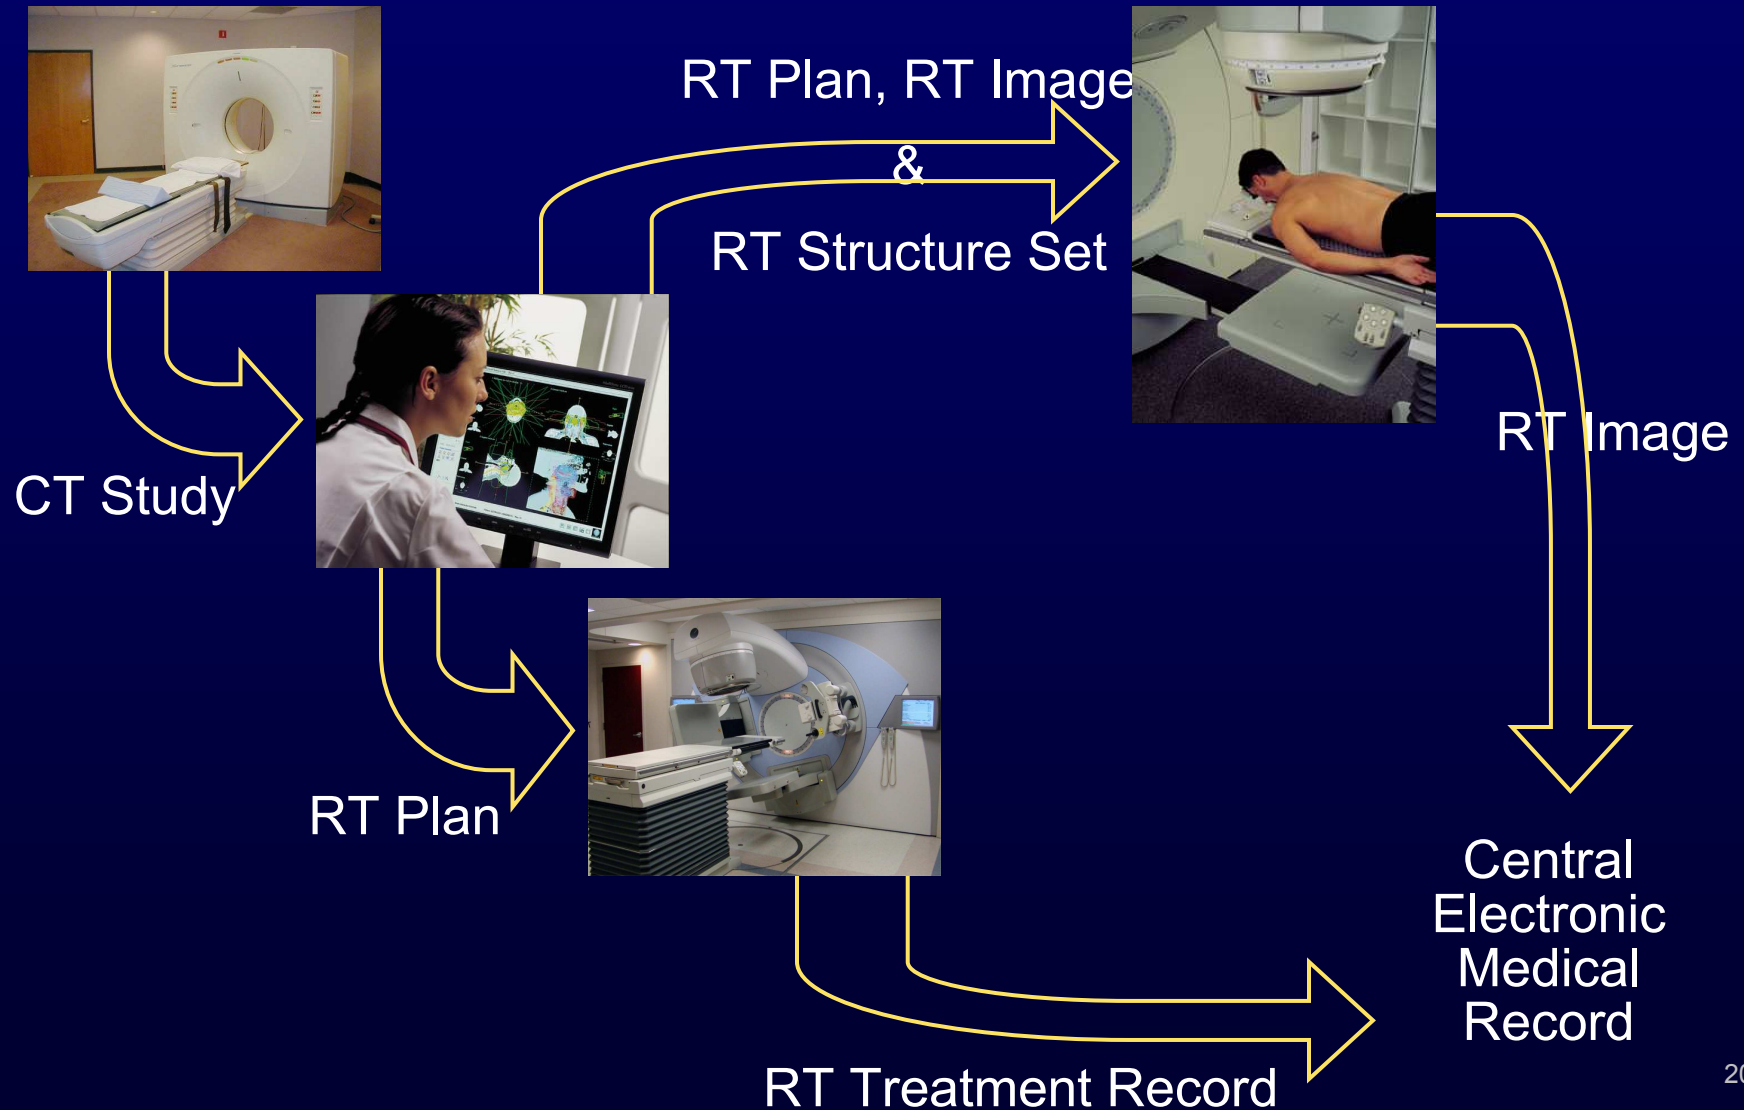 RT Plan, RT Image
&
RT Structure Set
CT Study
RT Image
RT Plan
Central
Electronic
Medical
Record
RT Treatment Record
20